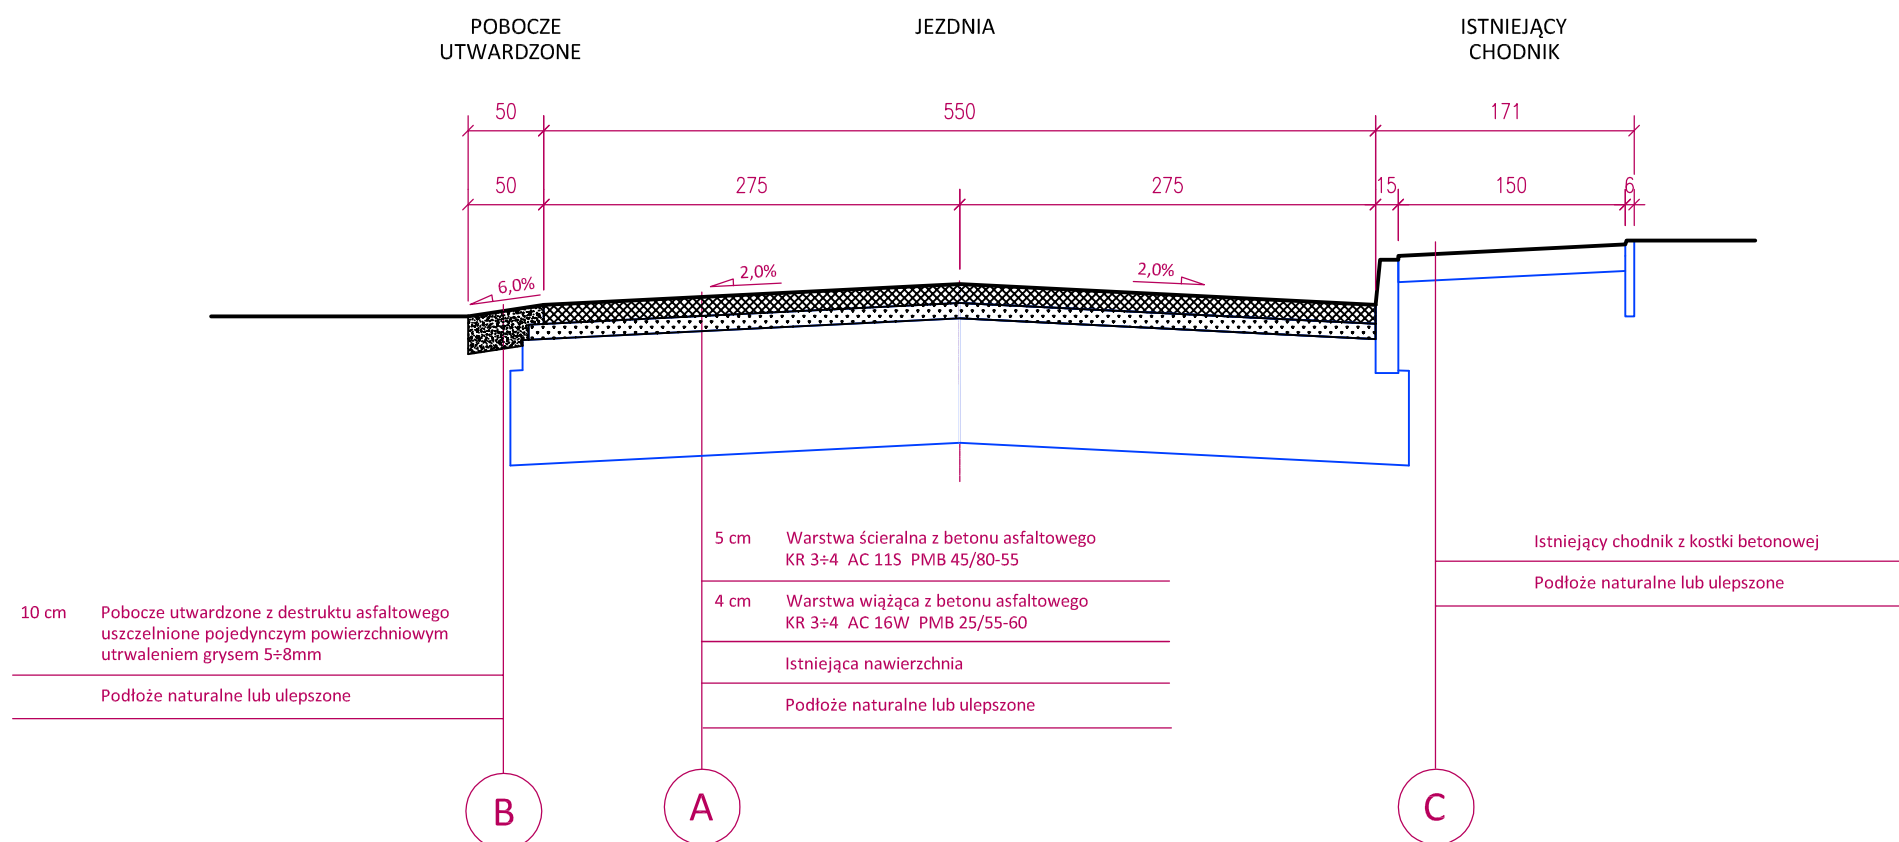 POBOCZE
UTWARDZONE
JEZDNIA
ISTNIEJĄCY
CHODNIK
50
550
171
50
275
275
15
150
6
6,0%
2,0%
2,0%
5 cm Warstwa ścieralna z betonu asfaltowego
KR 3÷4 AC 11S PMB 45/80-55
4 cm Warstwa wiążąca z betonu asfaltowego
KR 3÷4 AC 16W PMB 25/55-60
Istniejąca nawierzchnia
Podłoże naturalne lub ulepszone
Istniejący chodnik z kostki betonowej
Podłoże naturalne lub ulepszone
10 cm Pobocze utwardzone z destruktu asfaltowego
uszczelnione pojedynczym powierzchniowym
utrwaleniem grysem 5÷8mm
Podłoże naturalne lub ulepszone
B
A
C